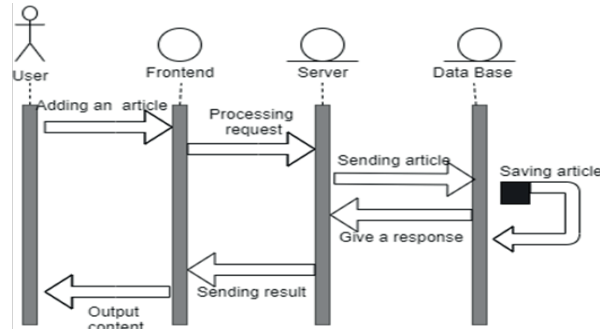 User
Frontend
Server
Data Base
Adding an article
Processing
request
Sending article
Saving article
Give a response
Sending result
Output
content